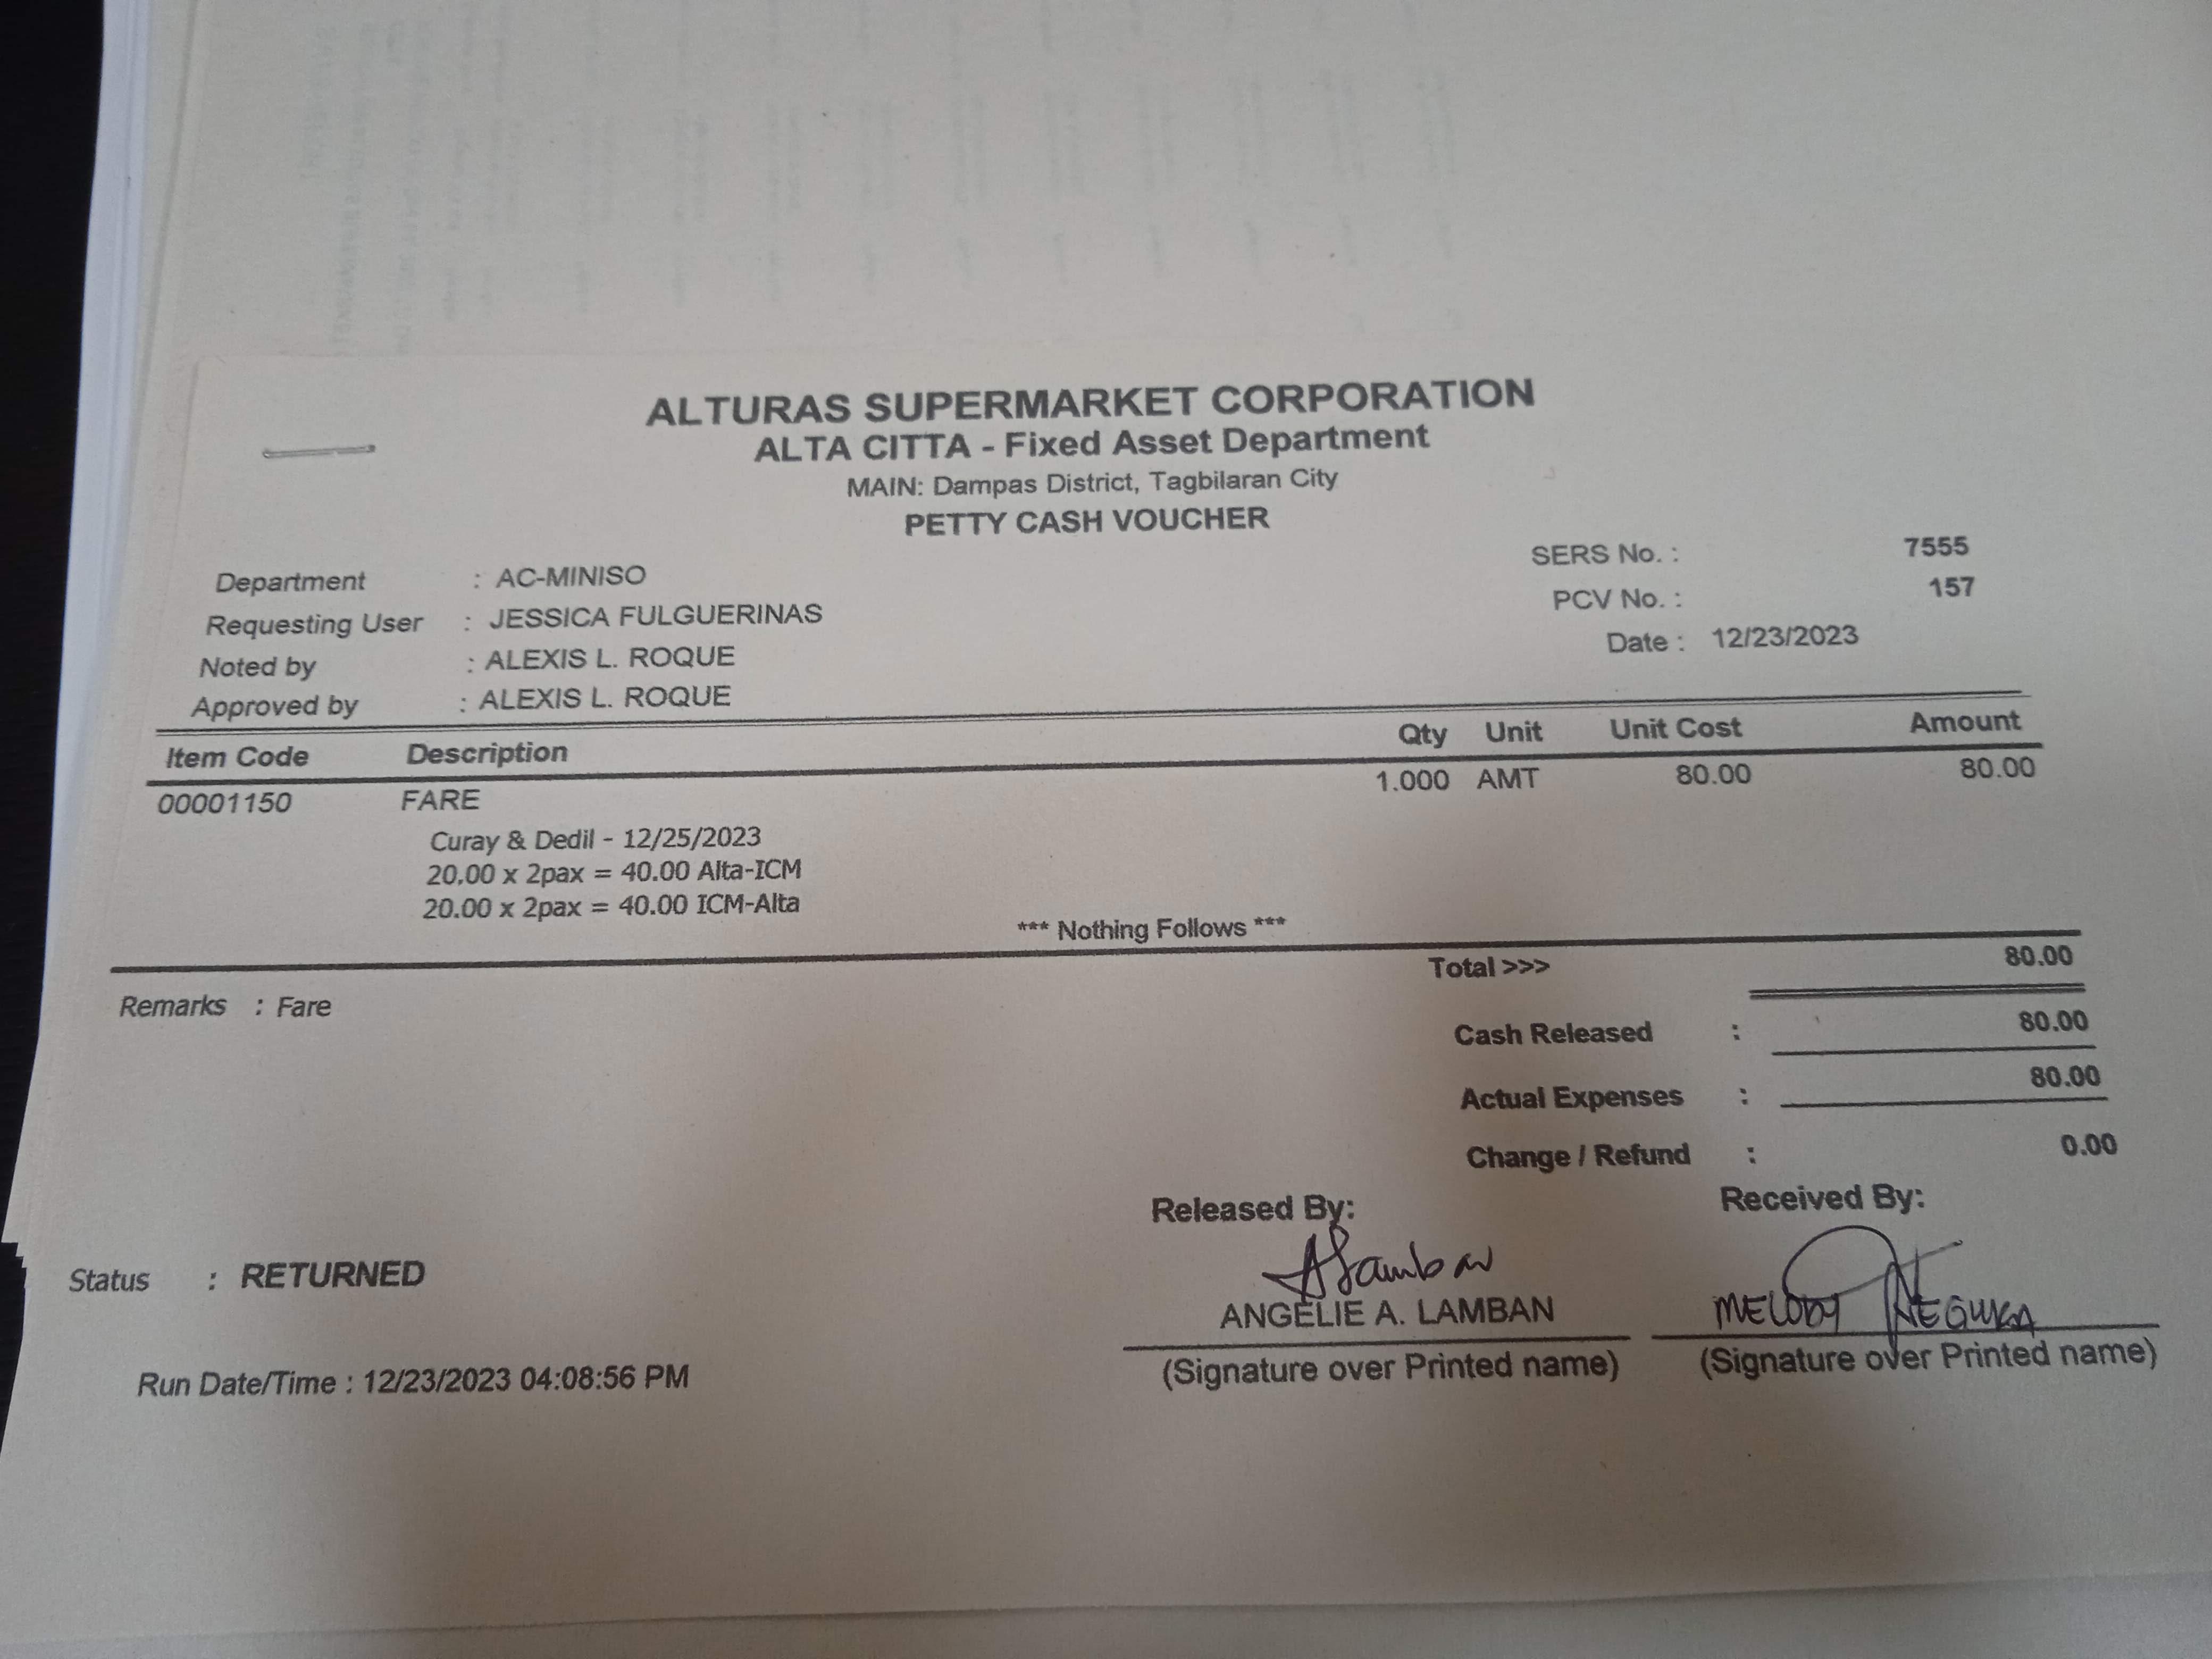 ALTURAS SUPERMARKET CORPORATION
ALTA CITTA - Fixed Asset Department
MAIN: Dampas District, Tagbilaran City
PETTY CASH VOUCHER
Department : AC-MINISO SERS No. : 7555
Requesting User : JESSICA FULGUERINAS PCV No. : 157
Noted by : ALEXIS L. ROQUE Date : 12/23/2023
Approved by : ALEXIS L. ROQUE
Item Code Description Qty Unit Unit Cost Amount
00001150 FARE 1.000 AMT 80.00 80.00
Curay & Dedil - 12/25/2023
20.00 x 2pax = 40.00 Alta-ICM
20.00 x 2pax = 40.00 ICM-Alta
*** Nothing Follows ***
Total >>> 80.00
Remarks : Fare
Cash Released : 80.00
Actual Expenses : 80.00
Change / Refund : 0.00
Released By: Received By:
Status : RETURNED
ANGELIE A. LAMBAN MELODY
(Signature over Printed name) (Signature over Printed name)
Run Date/Time : 12/23/2023 04:08:56 PM